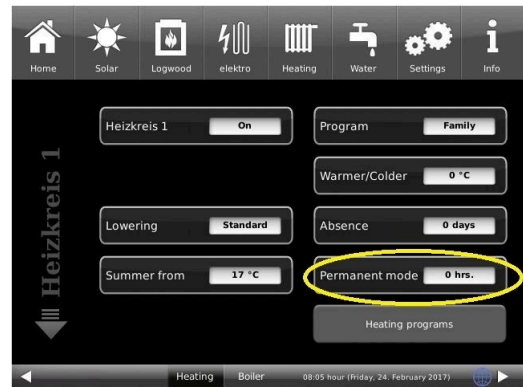 Home Solar Logwood elektro Heating Water Settings Info
Heizkreis 1
Heizkreis 1 On
Program Family
Warmer/Colder 0 °C
Lowering Standard
Absence 0 days
Summer from 17 °C
Permanent mode 0 hrs.
Heating programs
Heating Boiler 08:05 hour (Friday, 24. February 2017)